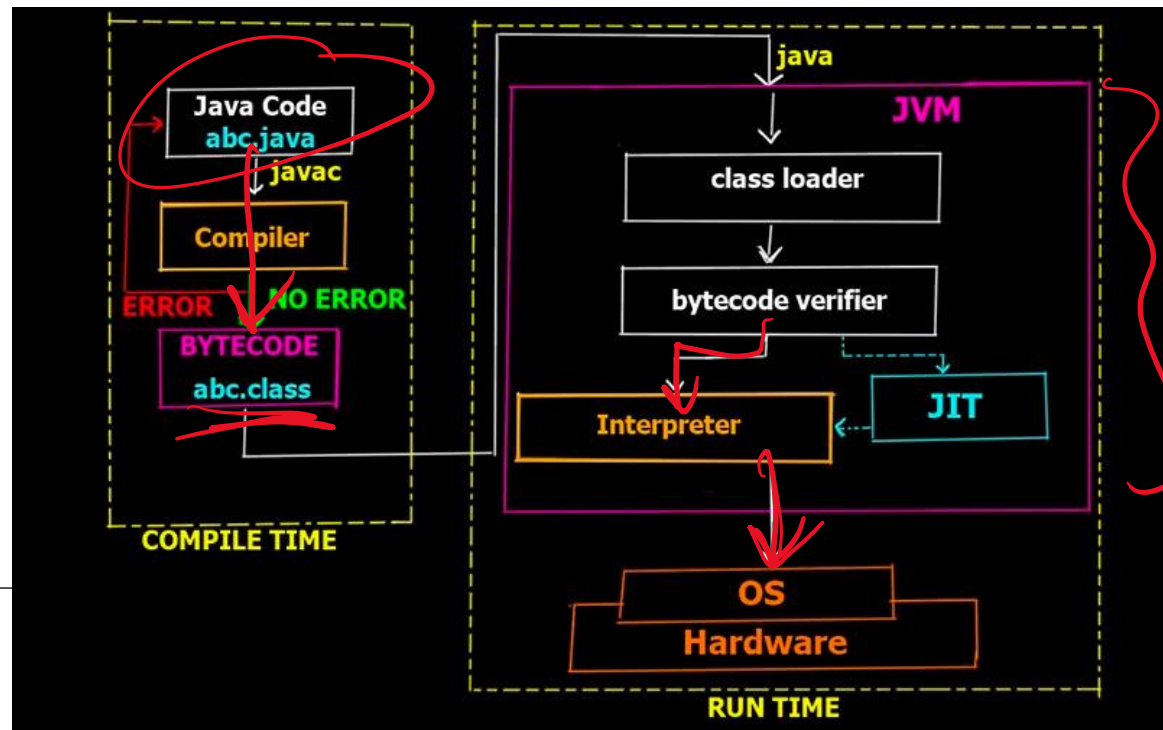 Java Code
abc.java
javac
Compiler
ERROR
NO ERROR
BYTECODE
abc.class
COMPILE TIME
java
JVM
class loader
bytecode verifier
Interpreter
JIT
OS
Hardware
RUN TIME